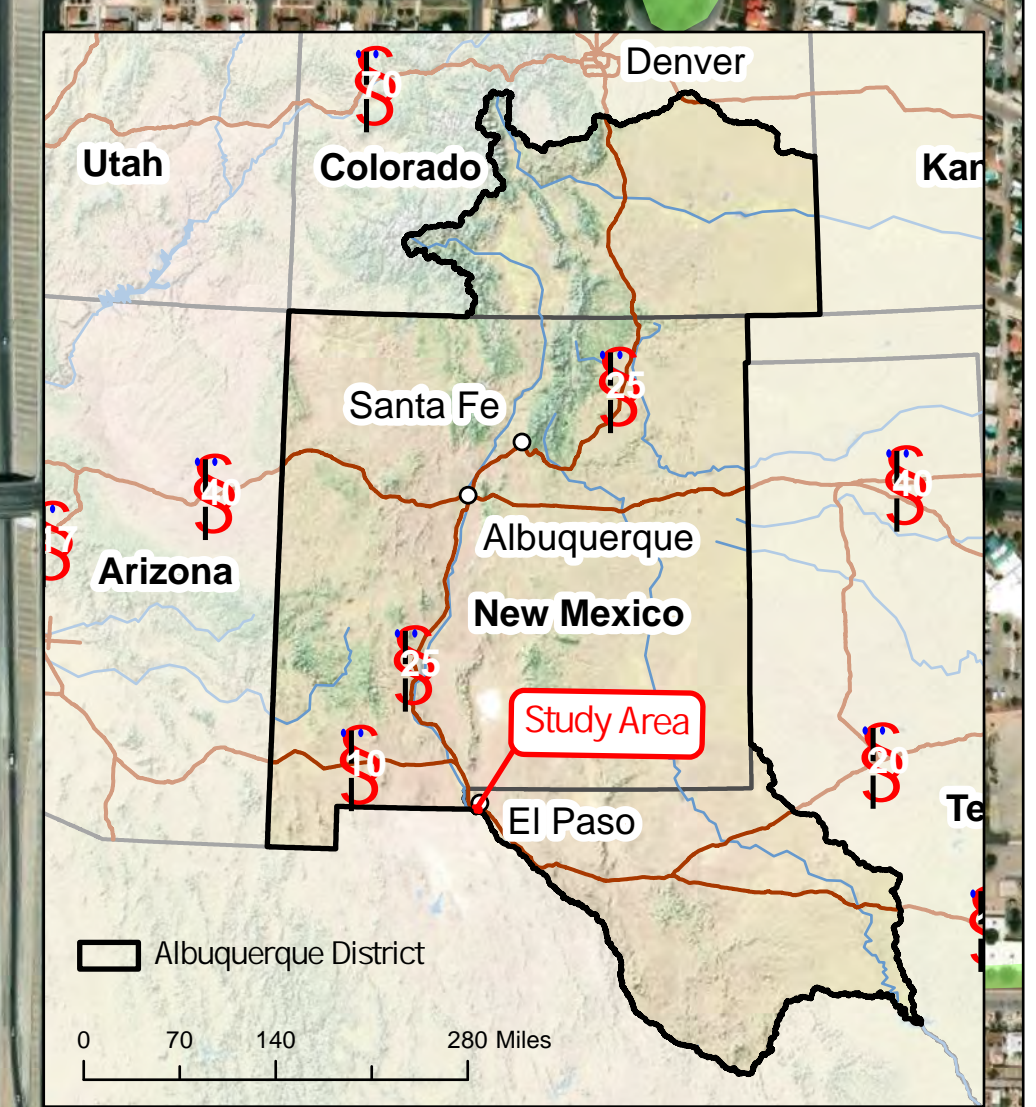 Denver
70
Utah
Colorado
Kan
25
Santa Fe
40
40
Albuquerque
Arizona
New Mexico
25
Study Area
10
20
El Paso
Te
Albuquerque District
0 70 140 280 Miles